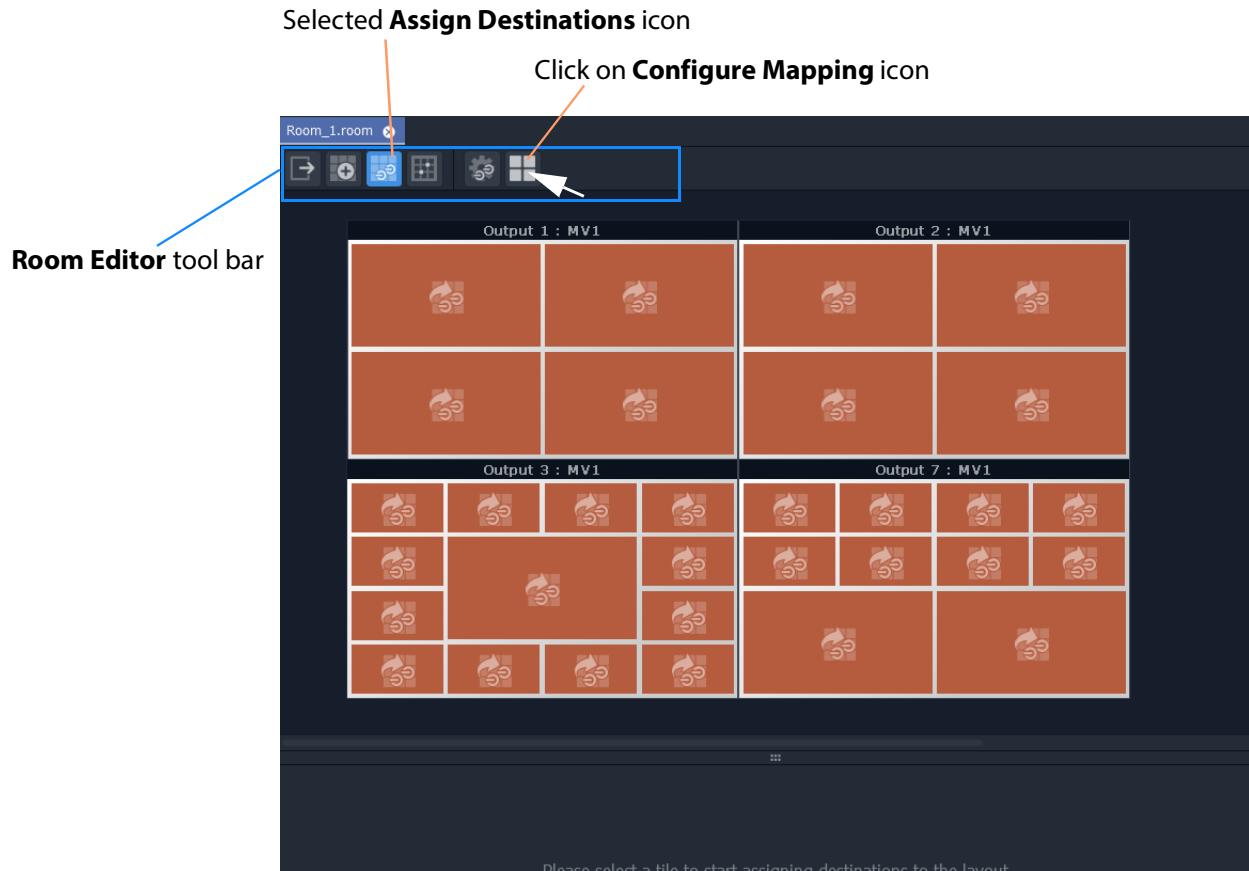 Selected Assign Destinations icon
Click on Configure Mapping icon
Room_1.room
Room Editor tool bar
Output 1 : MV1
Output 2 : MV1
Output 3 : MV1
Output 7 : MV1
Please select a tile to start assigning destinations to the layout